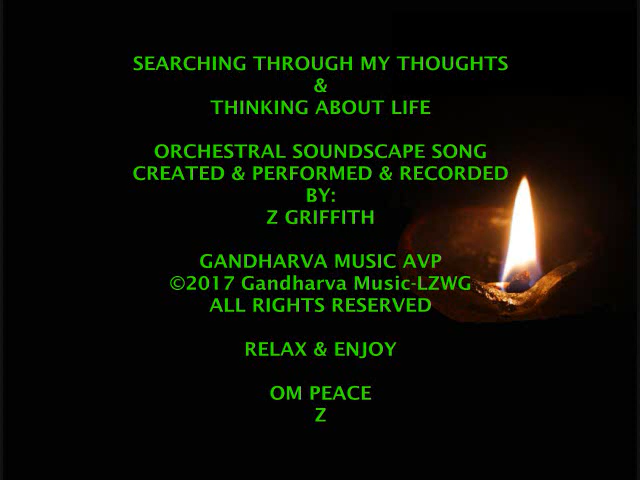 SEARCHING THROUGH MY THOUGHTS
&
THINKING ABOUT LIFE
ORCHESTRAL SOUNDSCAPE SONG
CREATED & PERFORMED & RECORDED
BY:
Z GRIFFITH
GANDHARVA MUSIC AVP
©2017 Gandharva Music-LZWG
ALL RIGHTS RESERVED
RELAX & ENJOY
OM PEACE
Z